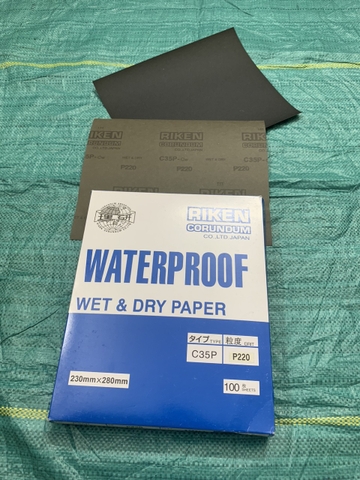 RIKEN
C35P
P220
RIKEN
CORUNDUM
CO.,LTD.JAPAN
WATERPROOF
WET & DRY PAPER
タイプ TYPE 粒度 GRIT
C35P P220
230mm×280mm
100 枚 SHEETS